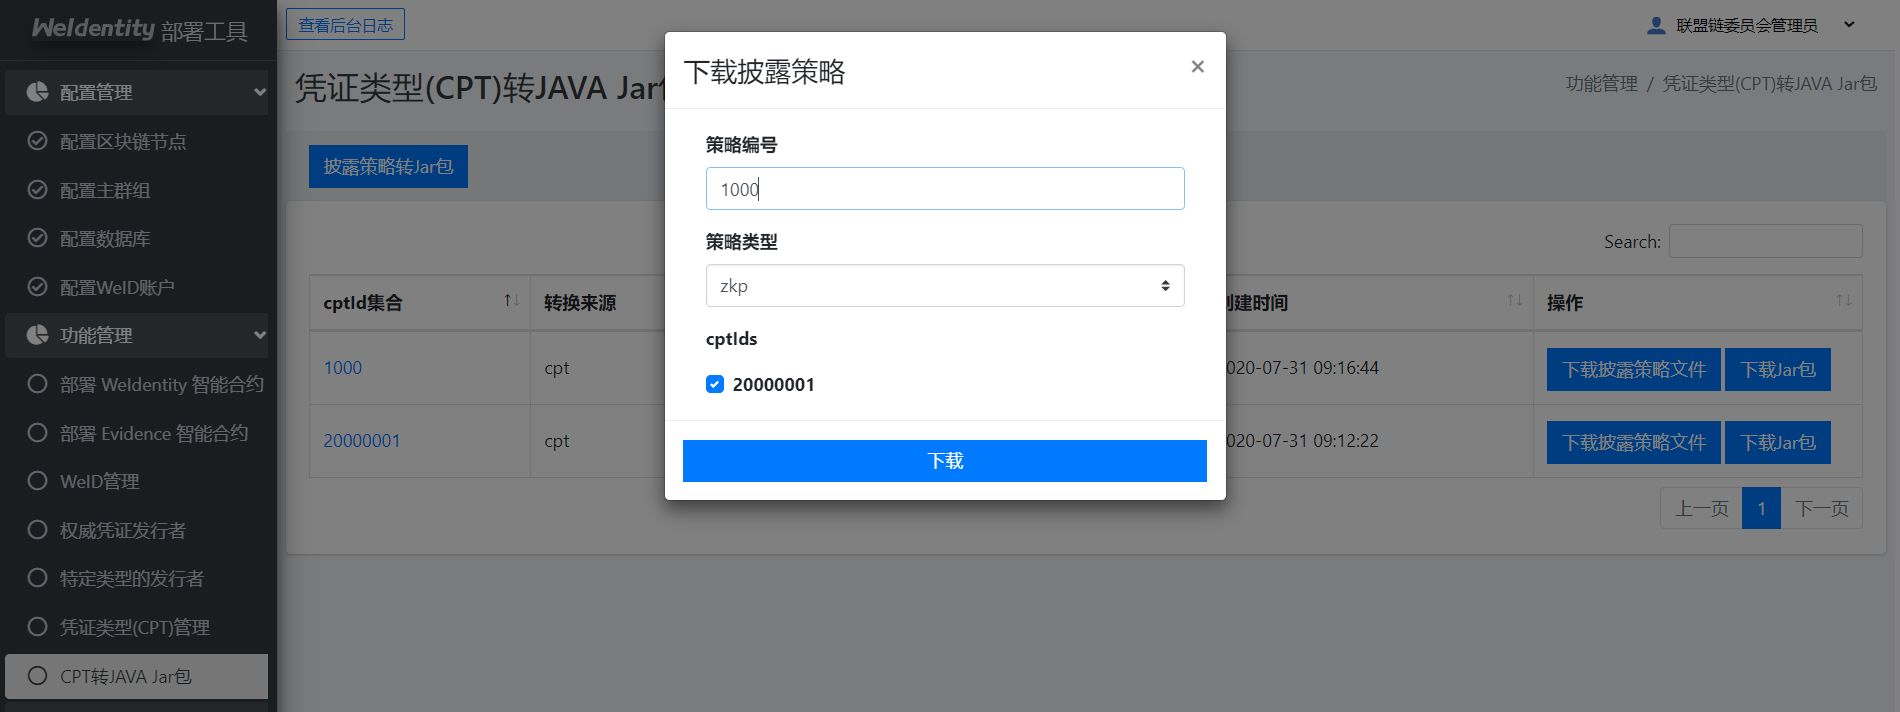 WeIdentity 部署工具
配置管理
配置区块链节点
配置主群组
配置数据库
配置WeID账户
功能管理
部署 WeIdentity 智能合约
部署 Evidence 智能合约
WeID管理
权威凭证发行者
特定类型的发行者
凭证类型(CPT)管理
CPT转JAVA Jar包
查看后台日志
联盟链委员会管理员
凭证类型(CPT)转JAVA Jar
功能管理 / 凭证类型(CPT)转JAVA Jar包
披露策略转Jar包
Search:
cptId集合 转换来源 建时间 操作
1000 cpt 020-07-31 09:16:44 下载披露策略文件 下载Jar包
20000001 cpt 020-07-31 09:12:22 下载披露策略文件 下载Jar包
上一页 1 下一页
下载披露策略 ×
策略编号
1000
策略类型
zkp
cptIds
20000001
下载